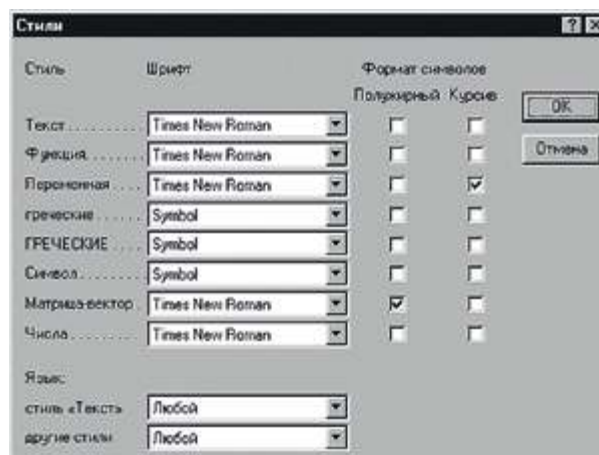 Стили
Стиль Шрифт Формат символов
Полужирный Курсив
OK
Текст.......... Times New Roman
Функция........ Times New Roman
Отмена
Переменная .... Times New Roman
греческие...... Symbol
ГРЕЧЕСКИЕ .... Symbol
Символ........ Symbol
Матрица-вектор . Times New Roman
Числа......... Times New Roman
Язык:
стиль «Текст» Любой
другие стили Любой